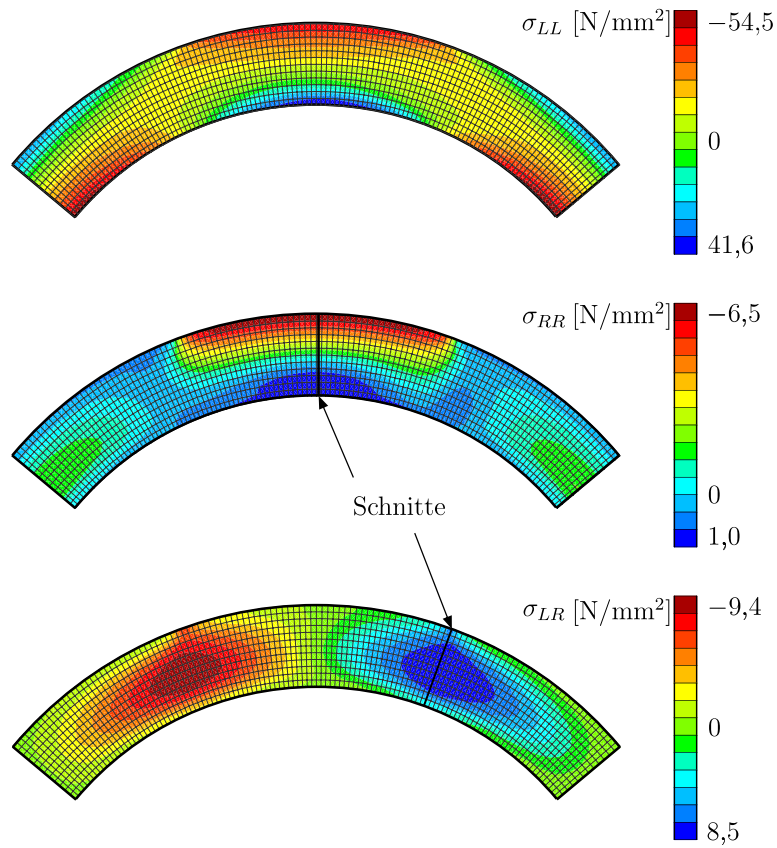 σLL [N/mm²]
−54,5
0
41,6
σRR [N/mm²]
−6,5
0
1,0
Schnitte
σLR [N/mm²]
−9,4
0
8,5